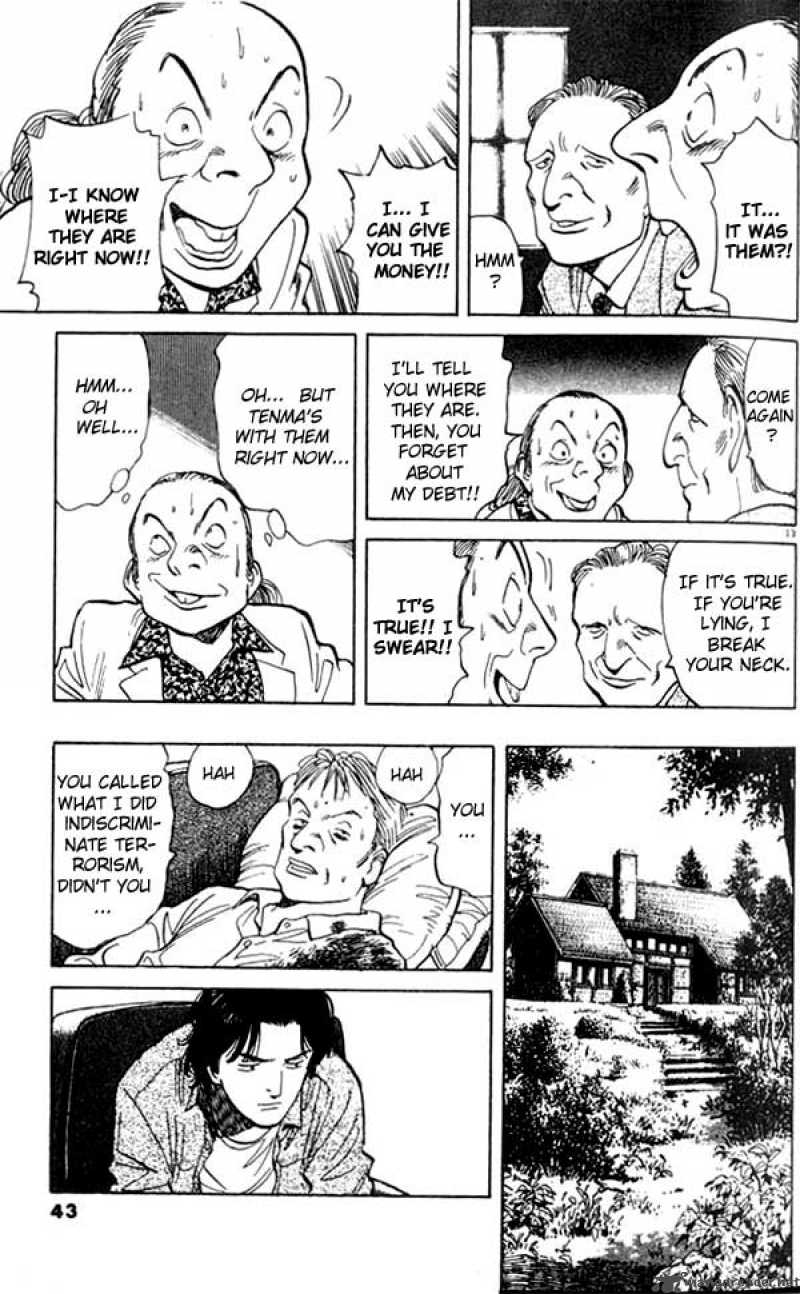 IT...
IT WAS
THEM?!
HMM
?
I... I
CAN GIVE
YOU THE
MONEY!!
I-I KNOW
WHERE
THEY ARE
RIGHT NOW!!
COME
AGAIN
?
I'LL TELL
YOU WHERE
THEY ARE.
THEN, YOU
FORGET
ABOUT
MY DEBT!!
13
IF IT'S TRUE.
IF YOU'RE
LYING, I
BREAK
YOUR NECK.
IT'S
TRUE!! I
SWEAR!!
OH... BUT
TENMA'S
WITH THEM
RIGHT NOW...
HMM...
OH
WELL...
YOU
...
HAH
HAH
YOU CALLED
WHAT I DID
INDISCRIMI-
NATE TER-
RORISM,
DIDN'T YOU
...
43